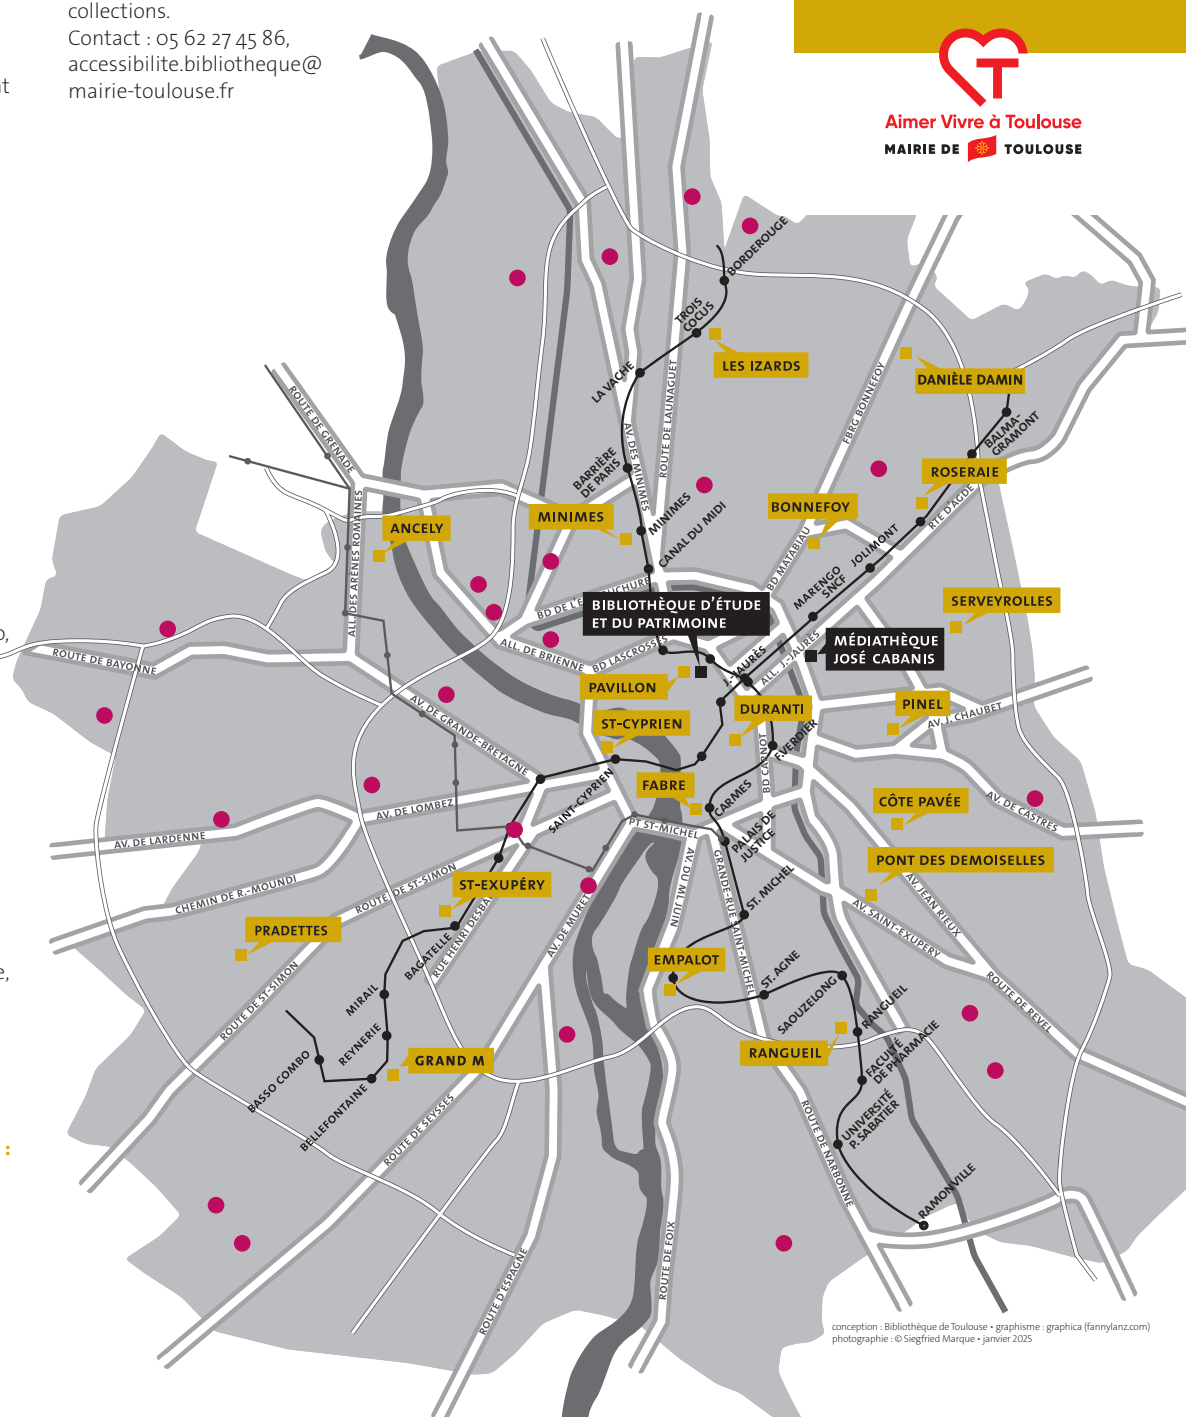 collections.
Contact : 05 62 27 45 86,
accessibilite.bibliotheque@
mairie-toulouse.fr
Aimer Vivre à Toulouse
MAIRIE DE TOULOUSE
BORDEROUGE
TROIS
COCUS
LES IZARDS
LA VACHE
ROUTE DE LAUNAGUET
FBRG BONNEFOY
DANIÈLE DAMIN
BALMA-
GRAMONT
ROUTE DE GRENADE
AV. DES MINIMES
BARRIÈRE
DE PARIS
ROSERAIE
RTE D'AGDE
ANCELY
MINIMES
MINIMES
CANAL DU MIDI
BONNEFOY
BD MATABIAU
JOLIMONT
ALL. DES ARÈNES ROMAINES
MARENGO
SNCF
BIBLIOTHÈQUE D'ÉTUDE
ET DU PATRIMOINE
SERVEYROLLES
MÉDIATHÈQUE
JOSÉ CABANIS
ROUTE DE BAYONNE
ALL. DE BRIENNE
BD LASCROSSES
J.-JAURÈS
ALL. J.-JAURÈS
PAVILLON
AV. DE GRANDE-BRETAGNE
ST-CYPRIEN
DURANTI
PINEL
AV. J. CHAUBET
F.VERDIER
BD CARNOT
FABRE
CARMES
SAINT-CYPRIEN
CÔTE PAVÉE
AV. DE CASTRES
AV. DE LOMBEZ
AV. DE LARDENNE
PT ST-MICHEL
PALAIS DE
JUSTICE
PONT DES DEMOISELLES
AV. JEAN RIEUX
CHEMIN DE R.-MOUNDI
ROUTE DE ST-SIMON
ST-EXUPÉRY
AV. DU ML JUIN
GRANDE-RUE SAINT-MICHEL
ST. MICHEL
AV. SAINT-EXUPERY
PRADETTES
BAGATELLE
AV. DE MURET
EMPALOT
ST. AGNE
SAOUZELONG
RANGUEIL
ROUTE DE REVEL
ROUTE DE ST-SIMON
MIRAIL
REYNERIE
GRAND M
RANGUEIL
FACULTÉ
DE PHARMACIE
BASSO COMBO
BELLEFONTAINE
ROUTE DE SEYSSES
UNIVERSITÉ
P. SABATIER
ROUTE DE NARBONNE
RAMONVILLE
ROUTE DE FOIX
ROUTE D'ESPAGNE
conception : Bibliothèque de Toulouse • graphisme : graphica (fannylanz.com)
photographie : © Siegfried Marque • janvier 2025